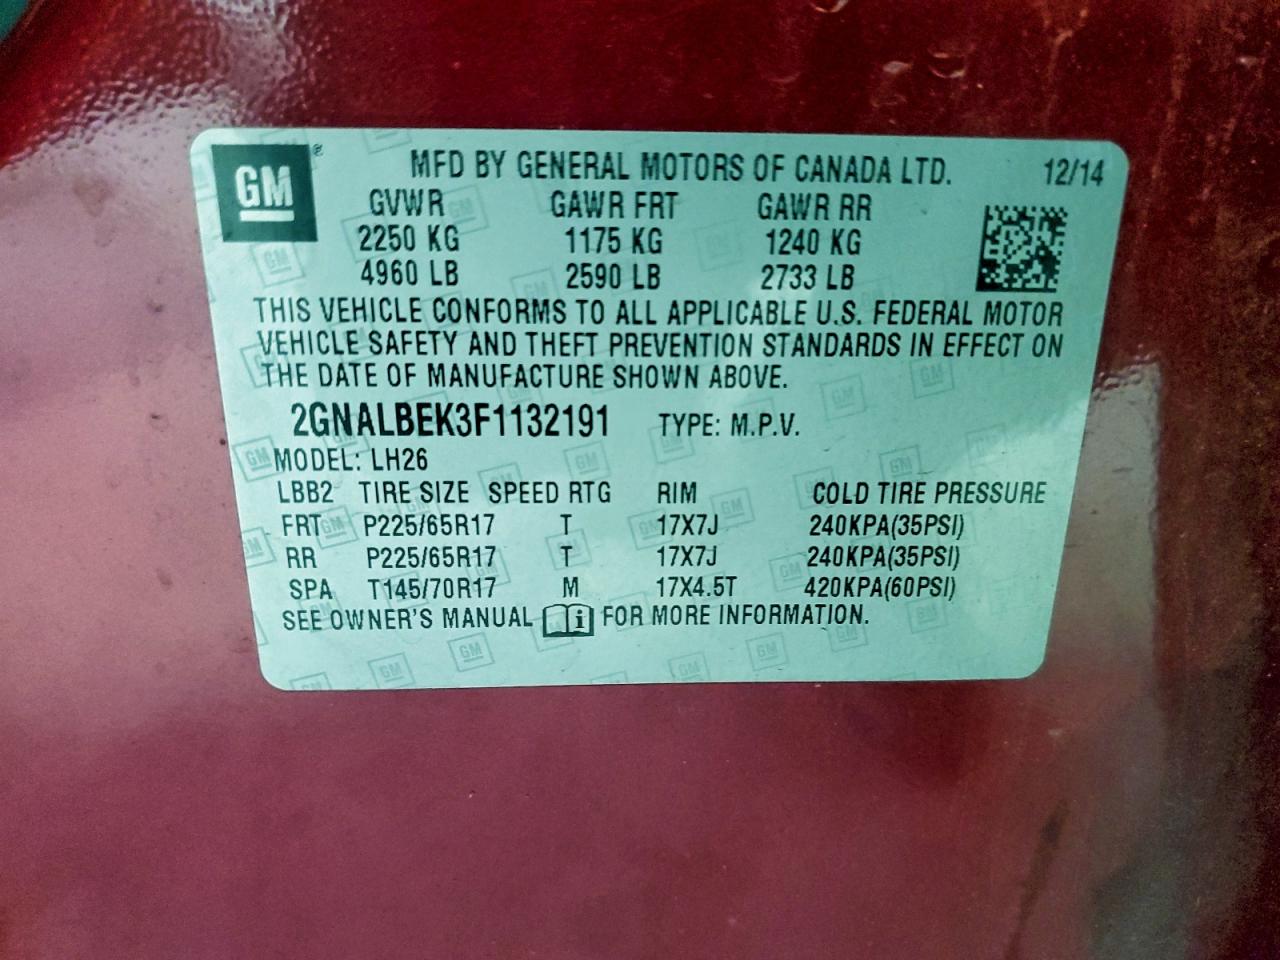 GM ® MFD BY GENERAL MOTORS OF CANADA LTD. 12/14
GVWR GAWR FRT GAWR RR
2250 KG 1175 KG 1240 KG
4960 LB 2590 LB 2733 LB
THIS VEHICLE CONFORMS TO ALL APPLICABLE U.S. FEDERAL MOTOR
VEHICLE SAFETY AND THEFT PREVENTION STANDARDS IN EFFECT ON
THE DATE OF MANUFACTURE SHOWN ABOVE.
2GNALBEK3F1132191 TYPE: M.P.V.
MODEL: LH26
LBB2 TIRE SIZE SPEED RTG RIM COLD TIRE PRESSURE
FRT P225/65R17 T 17X7J 240KPA(35PSI)
RR P225/65R17 T 17X7J 240KPA(35PSI)
SPA T145/70R17 M 17X4.5T 420KPA(60PSI)
SEE OWNER'S MANUAL i FOR MORE INFORMATION.